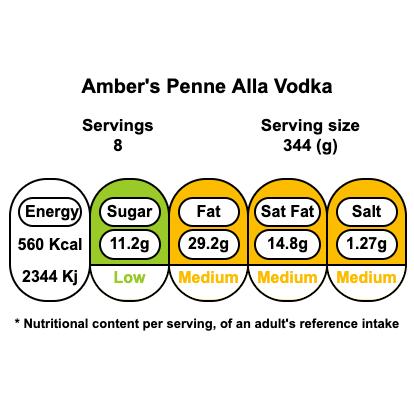 Amber's Penne Alla Vodka
Servings Serving size
8 344 (g)
Energy Sugar Fat Sat Fat Salt
560 Kcal 11.2g 29.2g 14.8g 1.27g
2344 Kj Low Medium Medium Medium
* Nutritional content per serving, of an adult's reference intake